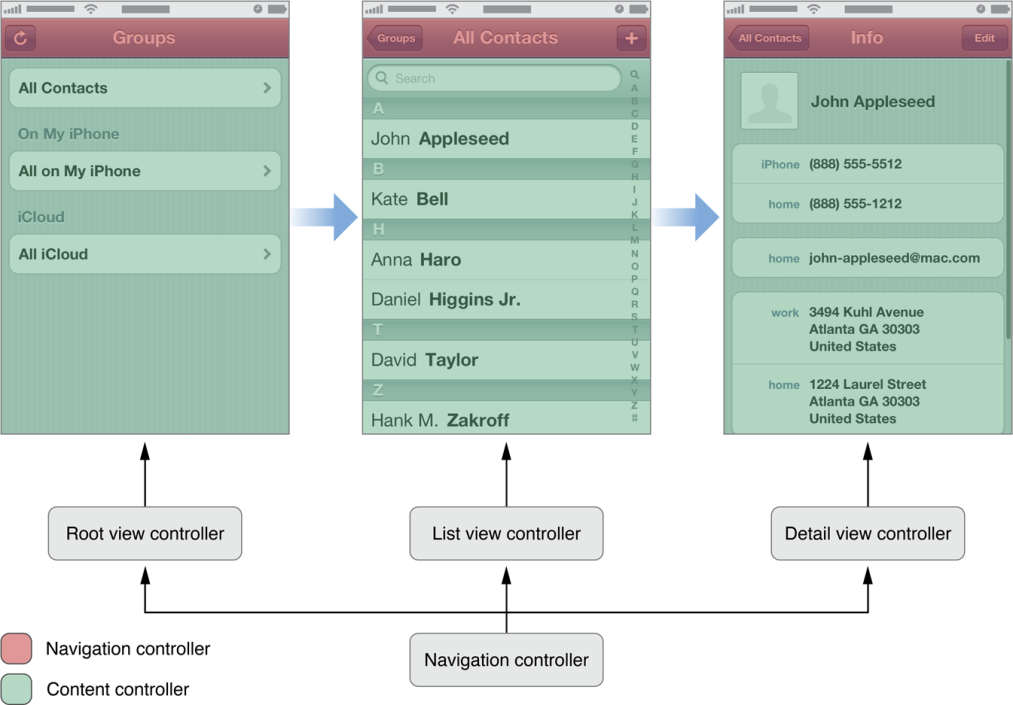 Groups
All Contacts
On My iPhone
All on My iPhone
iCloud
All iCloud
Groups
All Contacts
+
Search
A
John Appleseed
B
Kate Bell
H
Anna Haro
Daniel Higgins Jr.
T
David Taylor
Z
Hank M. Zakroff
A
B
C
D
E
F
G
H
I
J
K
L
M
N
O
P
Q
R
S
T
U
V
W
X
Y
Z
#
All Contacts
Info
Edit
John Appleseed
iPhone (888) 555-5512
home (888) 555-1212
home john-appleseed@mac.com
work 3494 Kuhl Avenue
Atlanta GA 30303
United States
home 1224 Laurel Street
Atlanta GA 30303
United States
Root view controller
List view controller
Detail view controller
Navigation controller
Navigation controller
Content controller